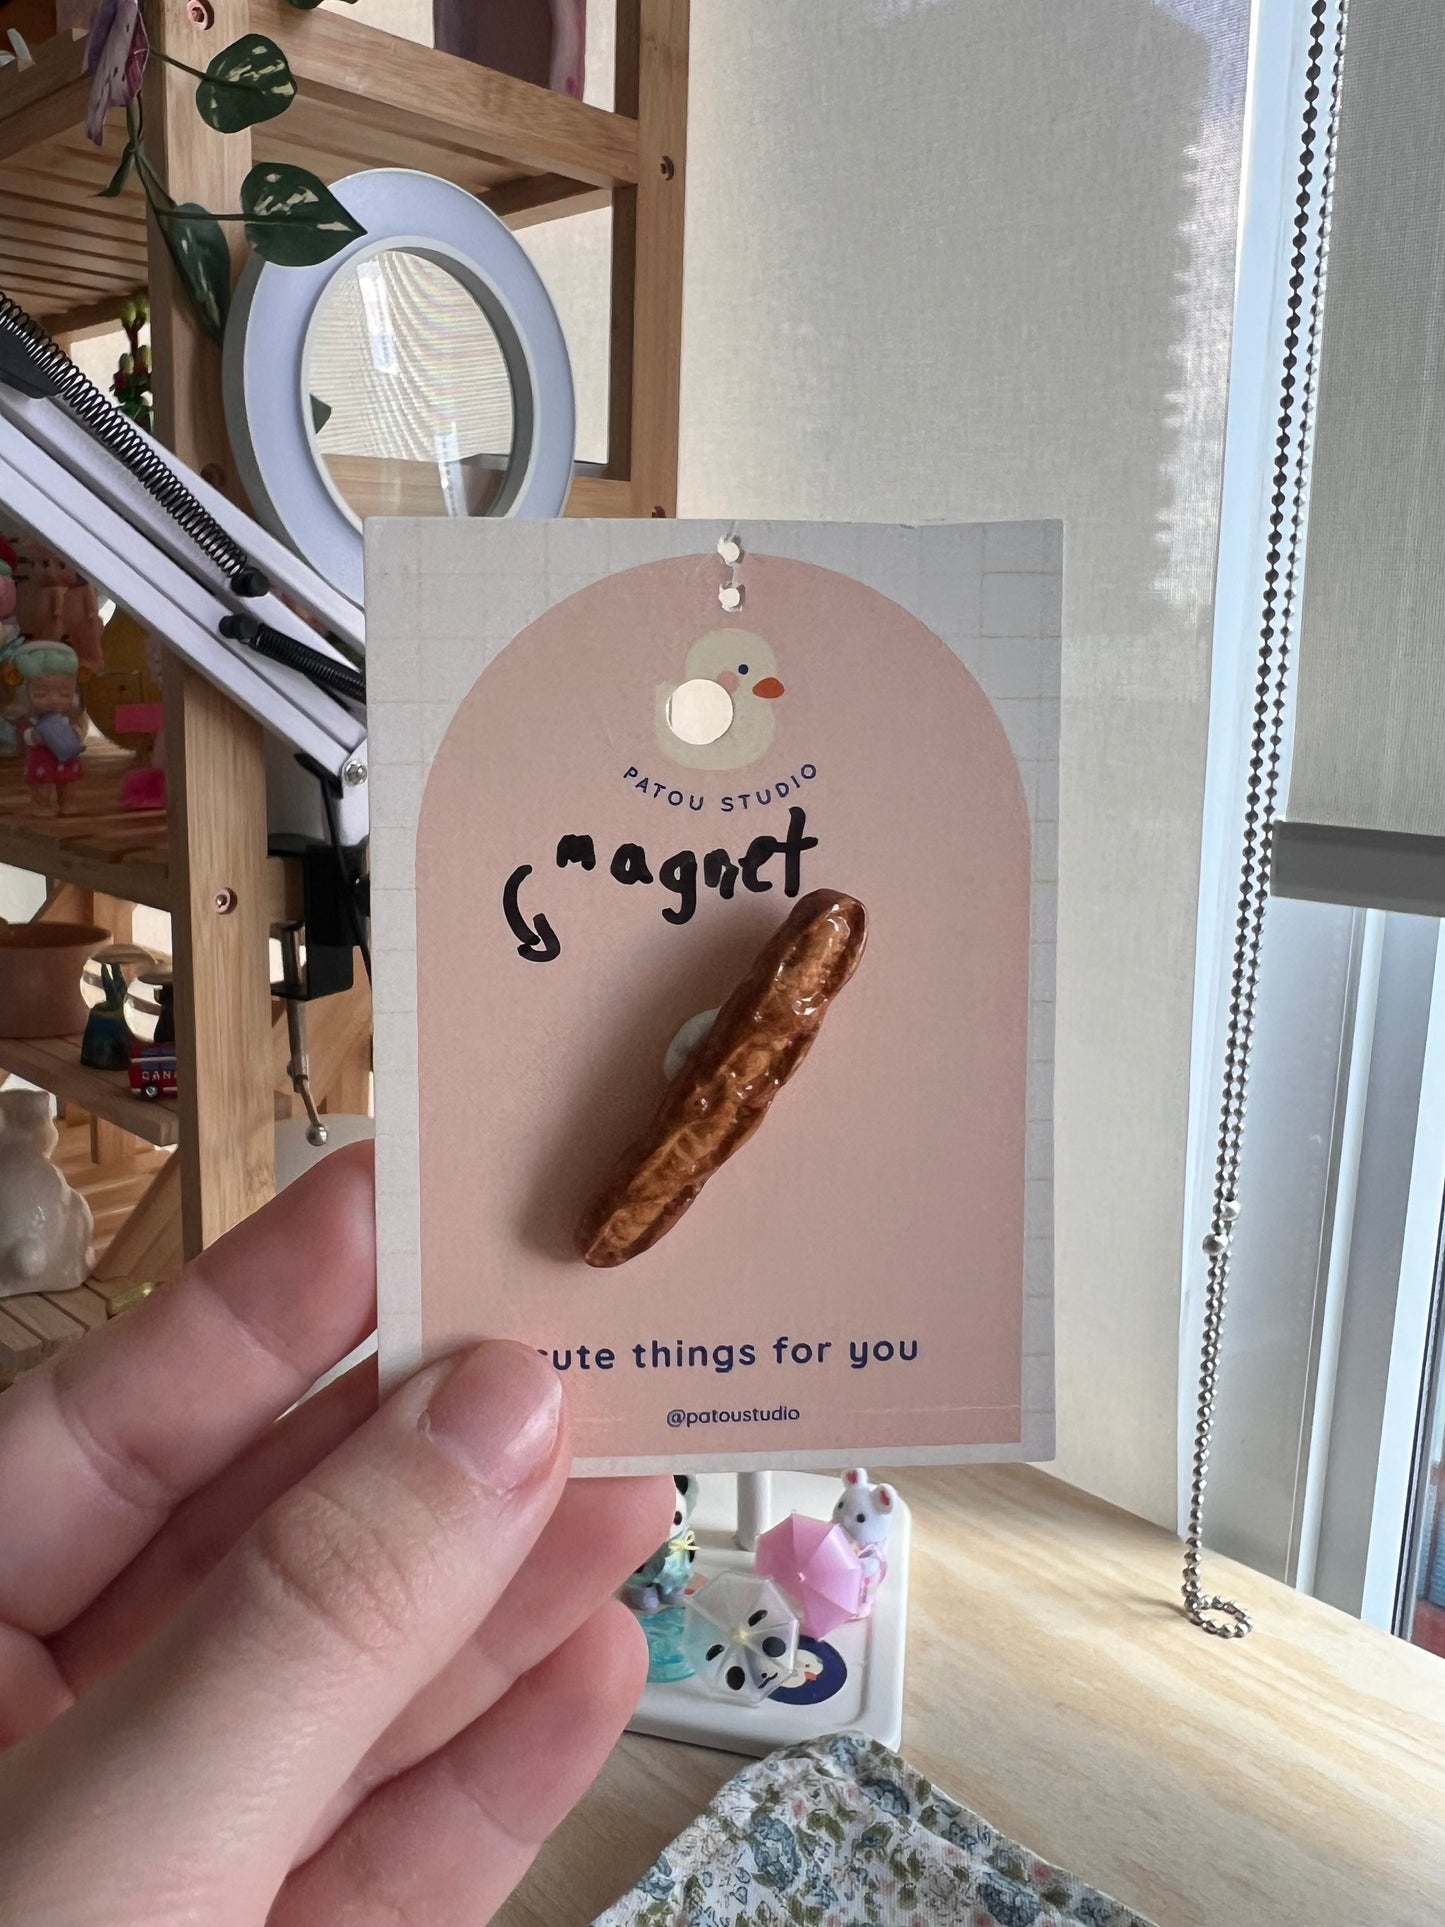 PATOU STUDIO
magnet
cute things for you
@patoustudio